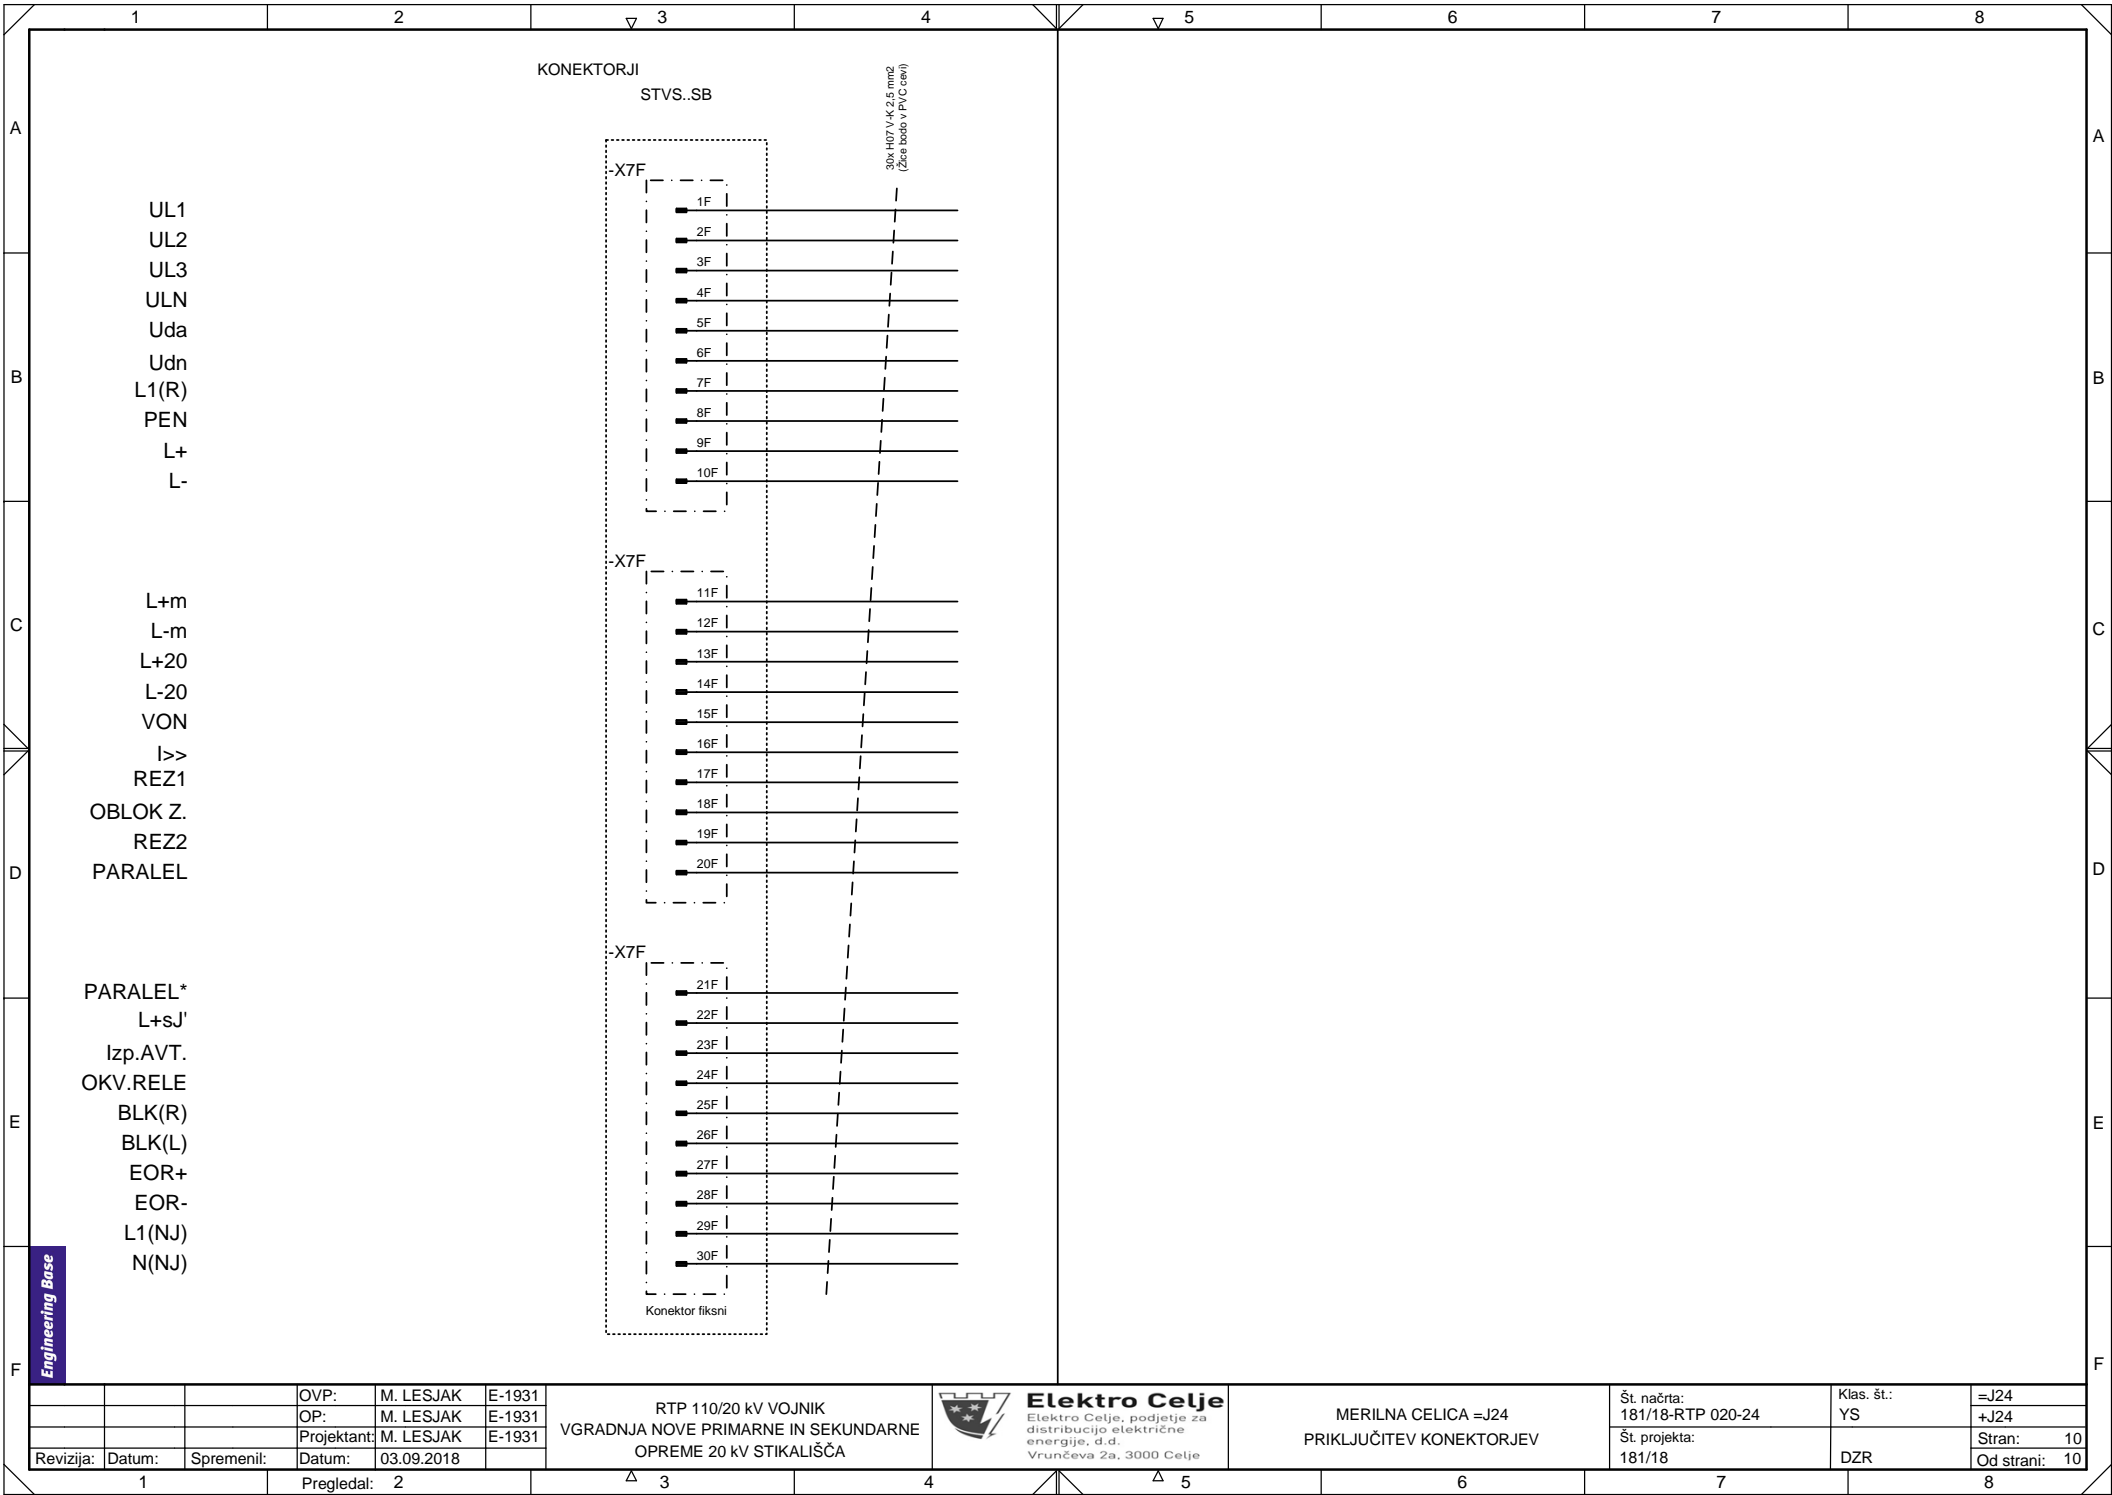 1 2 3 4 5 6 7 8
KONEKTORJI
STVS..SB
30x H07 V-K 2,5 mm2
(Žice bodo v PVC cevi)
A A
B B
C C
D D
E E
F F
-X7F
UL1 1F
UL2 2F
UL3 3F
ULN 4F
Uda 5F
Udn 6F
L1(R) 7F
PEN 8F
L+ 9F
L- 10F
-X7F
L+m 11F
L-m 12F
L+20 13F
L-20 14F
VON 15F
I>> 16F
REZ1 17F
OBLOK Z. 18F
REZ2 19F
PARALEL 20F
-X7F
PARALEL* 21F
L+sJ' 22F
Izp.AVT. 23F
OKV.RELE 24F
BLK(R) 25F
BLK(L) 26F
EOR+ 27F
EOR- 28F
L1(NJ) 29F
N(NJ) 30F
Konektor fiksni
Engineering Base
OVP: M. LESJAK E-1931
OP: M. LESJAK E-1931
Projektant: M. LESJAK E-1931
Revizija: Datum: Spremenil: Datum: 03.09.2018
RTP 110/20 kV VOJNIK
VGRADNJA NOVE PRIMARNE IN SEKUNDARNE
OPREME 20 kV STIKALIŠČA
Elektro Celje
Elektro Celje, podjetje za
distribucijo električne
energije, d.d.
Vrunčeva 2a, 3000 Celje
MERILNA CELICA =J24
PRIKLJUČITEV KONEKTORJEV
Št. načrta:
181/18-RTP 020-24
Št. projekta:
181/18
Klas. št.:
YS
DZR
=J24
+J24
Stran: 10
Od strani: 10
Pregledal:
1 2 3 4 5 6 7 8